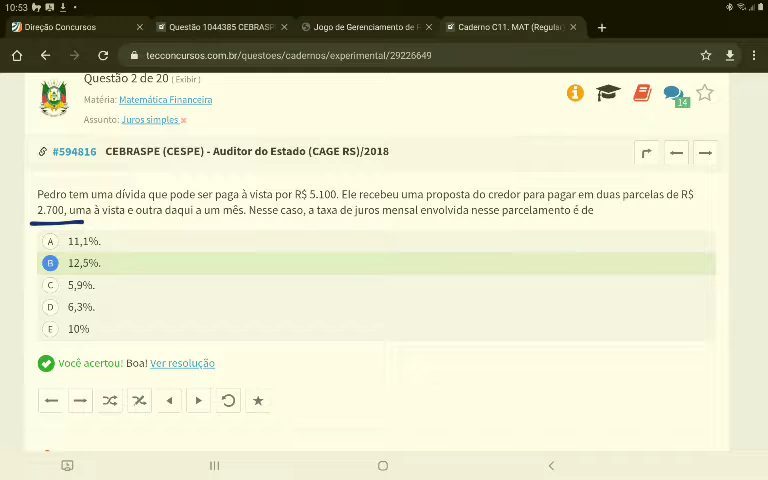 10:53
Direção Concursos
Questão 1044385 CEBRASP
Jogo de Gerenciamento de F
Caderno C11. MAT (Regular)
tecconcursos.com.br/questoes/cadernos/experimental/29226649
Questão 2 de 20 (Exibir)
Matéria: Matemática Financeira
14
Assunto: Juros simples
#594816 CEBRASPE (CESPE) - Auditor do Estado (CAGE RS)/2018
Pedro tem uma dívida que pode ser paga à vista por R$ 5.100. Ele recebeu uma proposta do credor para pagar em duas parcelas de R$
2.700, uma à vista e outra daqui a um mês. Nesse caso, a taxa de juros mensal envolvida nesse parcelamento é de
A 11,1%.
B 12,5%.
C 5,9%.
D 6,3%.
E 10%
Você acertou! Boa! Ver resolução